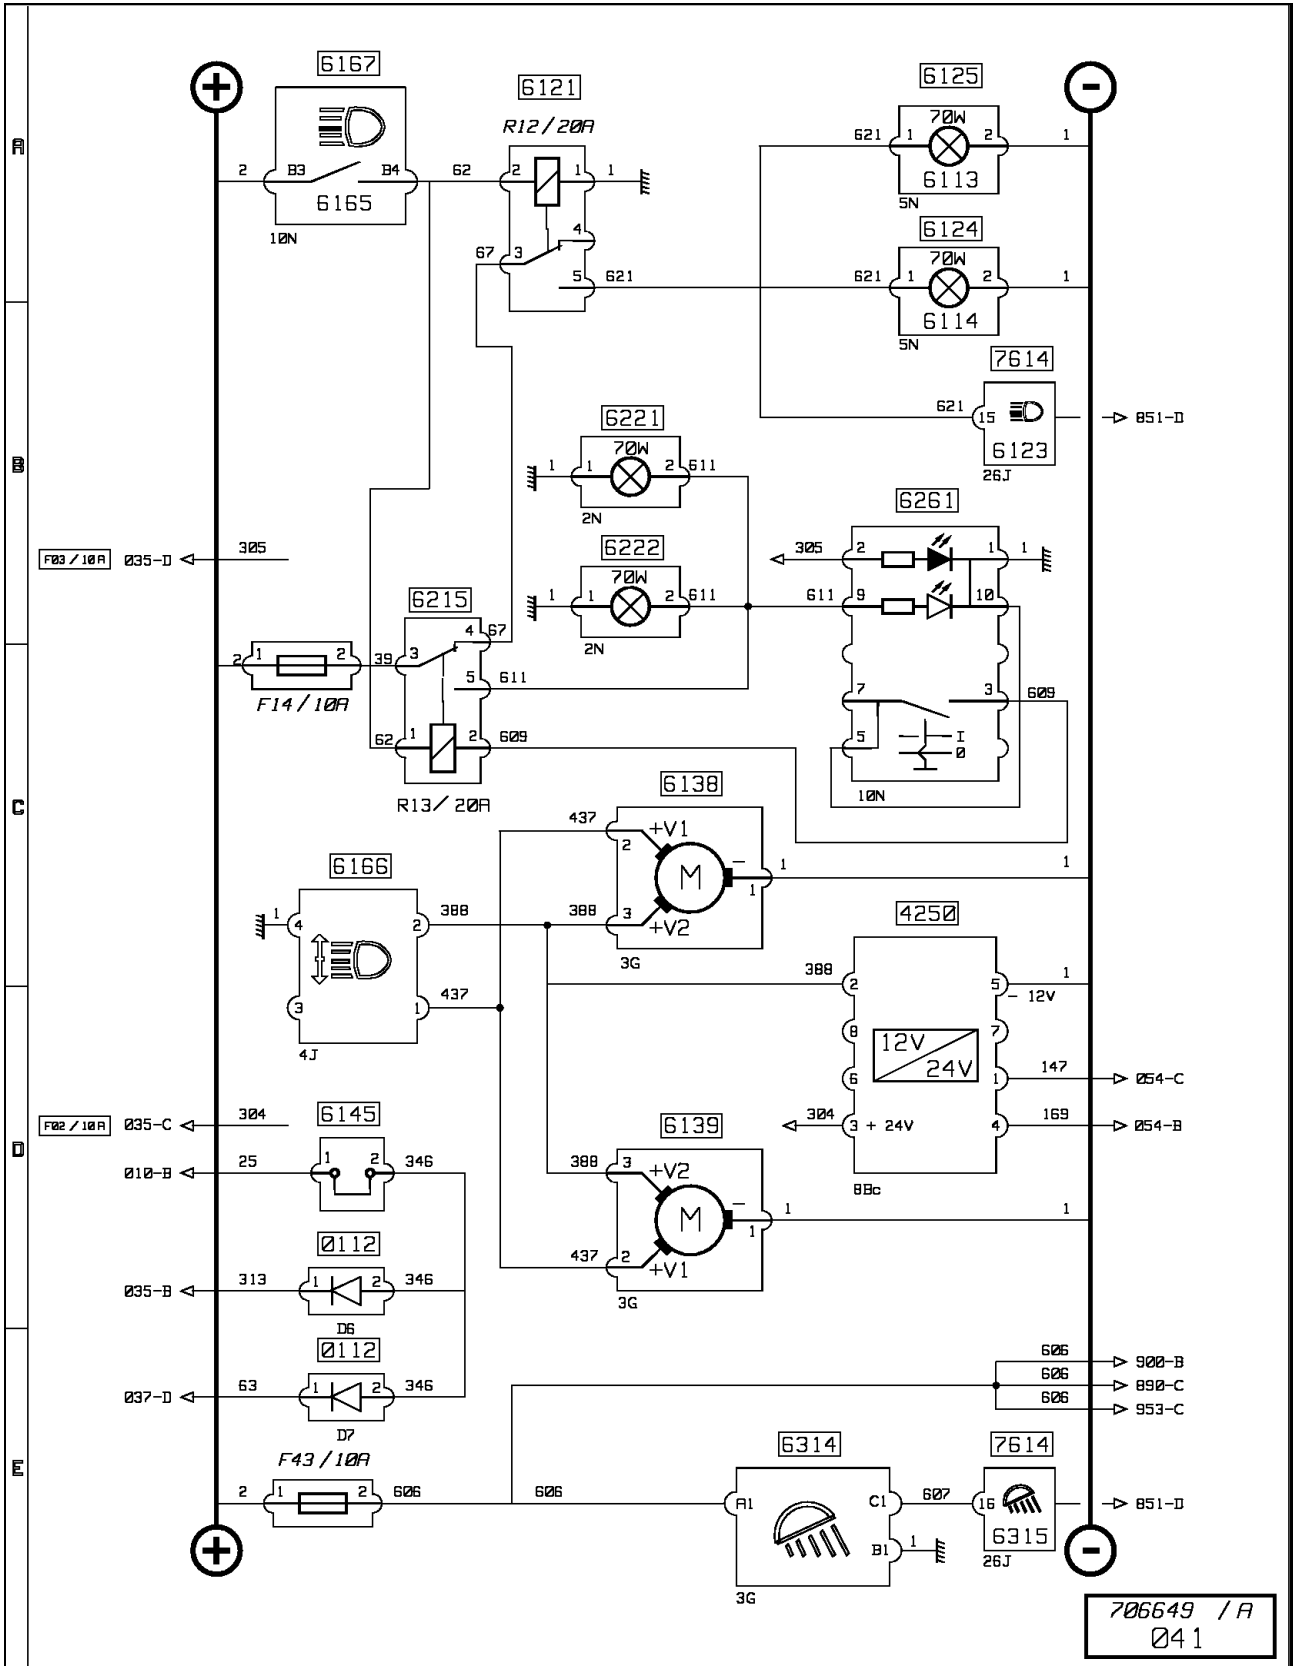 6167
6121
6125
+
-
R12/20A
70W
A
621 1 2 1
2 B3 B4 62 2 1 1
6113
6165
5N
10N
4
6124
67 3
70W
5 621
621 1 2 1
6114
5N
7614
621 15
851-D
6221
6123
70W
B
1 1 2 611
26J
6261
2N
6222
F03/10A 035-D 305
305 2 1 1
70W
6215
1 1 2 611
611 9 10
4 67
2N
2 1 2 39 3
5 611
7 3 609
F14/10A
62 1 2 609
5 I
0
R13/20A
6138
10N
C
437 +V1
2
6166
M - 1
1
1
1 4 2 388
388 3
+V2
4250
3G
388 2 5 1
- 12V
3 1 437
4J
8 7
12V
24V
6 1 147 054-C
F02/10A 035-C 304
6145
6139
304 3 + 24V 4 169 054-B
D
010-B 25 1 2 346
388 3 +V2
8Bc
M - 1
1
1
0112
437 2 +V1
035-B 313 1 2 346
3G
D6
0112
606 900-B
037-D 63 1 2 346
606 890-C
606 953-C
D7
F43/10A
6314
7614
E
2 1 2 606 606 A1 C1 607 16
851-D
6315
B1 1
+
-
26J
3G
706649 /A
041